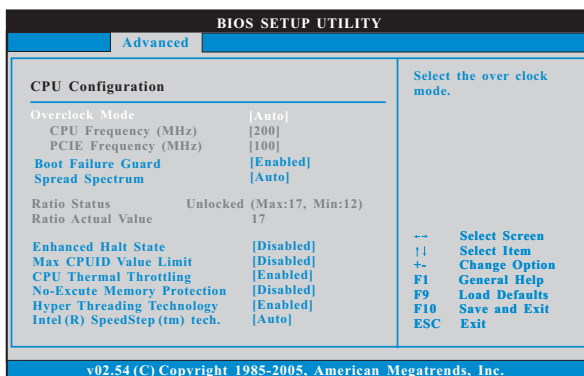 BIOS SETUP UTILITY
Advanced
CPU Configuration
Overclock Mode [Auto]
CPU Frequency (MHz) [200]
PCIE Frequency (MHz) [100]
Boot Failure Guard [Enabled]
Spread Spectrum [Auto]
Ratio Status Unlocked (Max:17, Min:12)
Ratio Actual Value 17
Enhanced Halt State [Disabled]
Max CPUID Value Limit [Disabled]
CPU Thermal Throttling [Enabled]
No-Excute Memory Protection [Disabled]
Hyper Threading Technology [Enabled]
Intel(R) SpeedStep(tm) tech. [Auto]
Select the over clock
mode.
←→ Select Screen
↑↓ Select Item
+- Change Option
F1 General Help
F9 Load Defaults
F10 Save and Exit
ESC Exit
v02.54 (C) Copyright 1985-2005, American Megatrends, Inc.